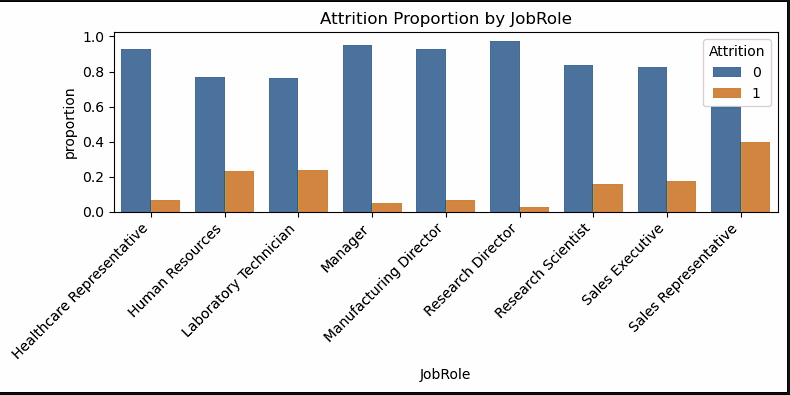 Attrition Proportion by JobRole
proportion
1.0
0.8
0.6
0.4
0.2
0.0
Attrition
0
1
Healthcare Representative
Human Resources
Laboratory Technician
Manager
Manufacturing Director
Research Director
Research Scientist
Sales Executive
Sales Representative
JobRole